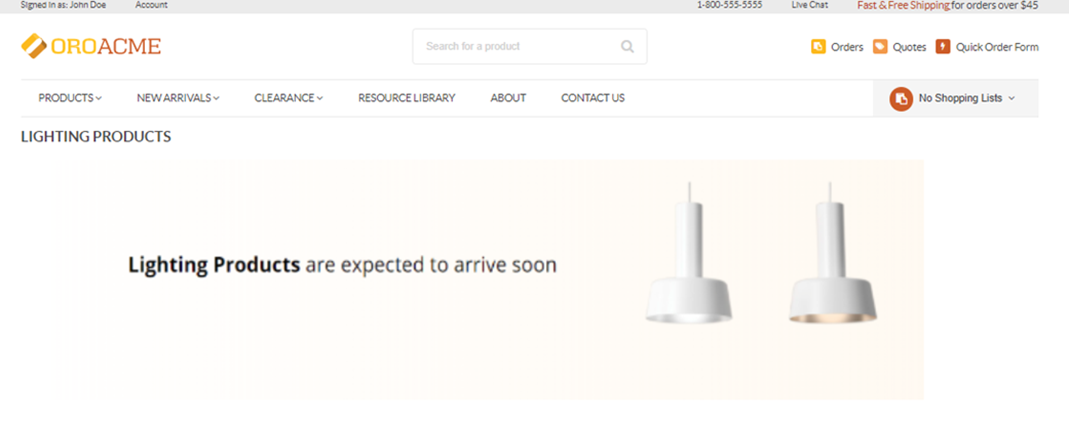 Signed in as: John Doe Account 1-800-555-5555 Live Chat Fast & Free Shipping for orders over $45
OROACME Search for a product Orders Quotes Quick Order Form
PRODUCTS NEW ARRIVALS CLEARANCE RESOURCE LIBRARY ABOUT CONTACT US No Shopping Lists
LIGHTING PRODUCTS
Lighting Products are expected to arrive soon